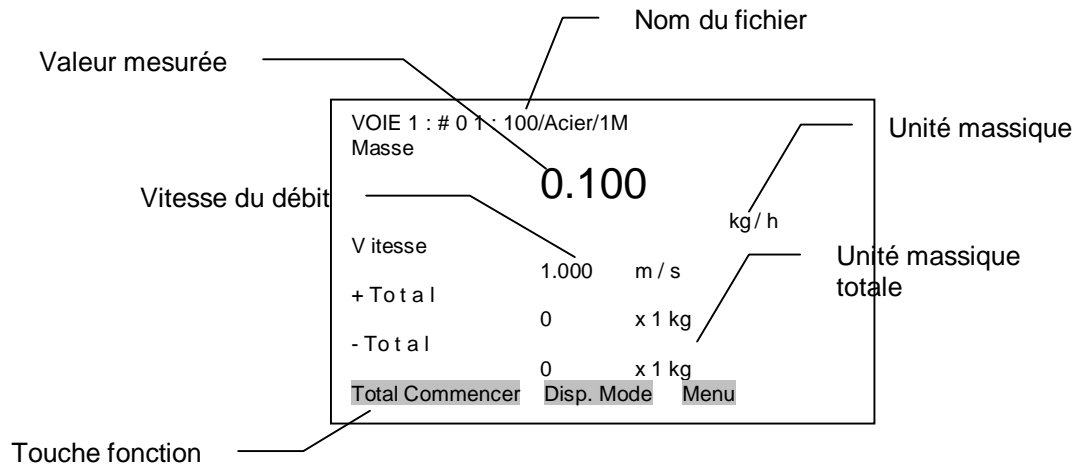 Nom du fichier
Valeur mesurée
VOIE 1 : # 0 1 : 100/Acier/1M
Unité massique
Masse
0.100
Vitesse du débit
kg / h
V itesse
Unité massique
totale
1.000 m / s
+ T o t a l
0 x 1 kg
- T o t a l
0 x 1 kg
Total Commencer Disp. Mode Menu
Touche fonction